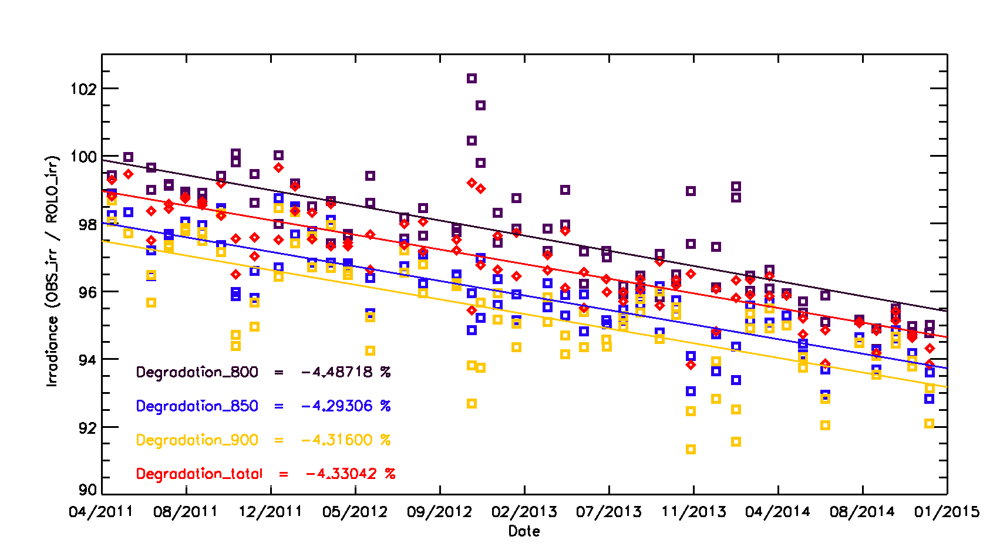 Irradiance (OBS_irr / ROLO_irr)
102
100
98
96
94
92
90
Degradation_800 = -4.48718 %
Degradation_850 = -4.29306 %
Degradation_900 = -4.31600 %
Degradation_total = -4.33042 %
04/2011 08/2011 12/2011 05/2012 09/2012 02/2013 07/2013 11/2013 04/2014 08/2014 01/2015
Date